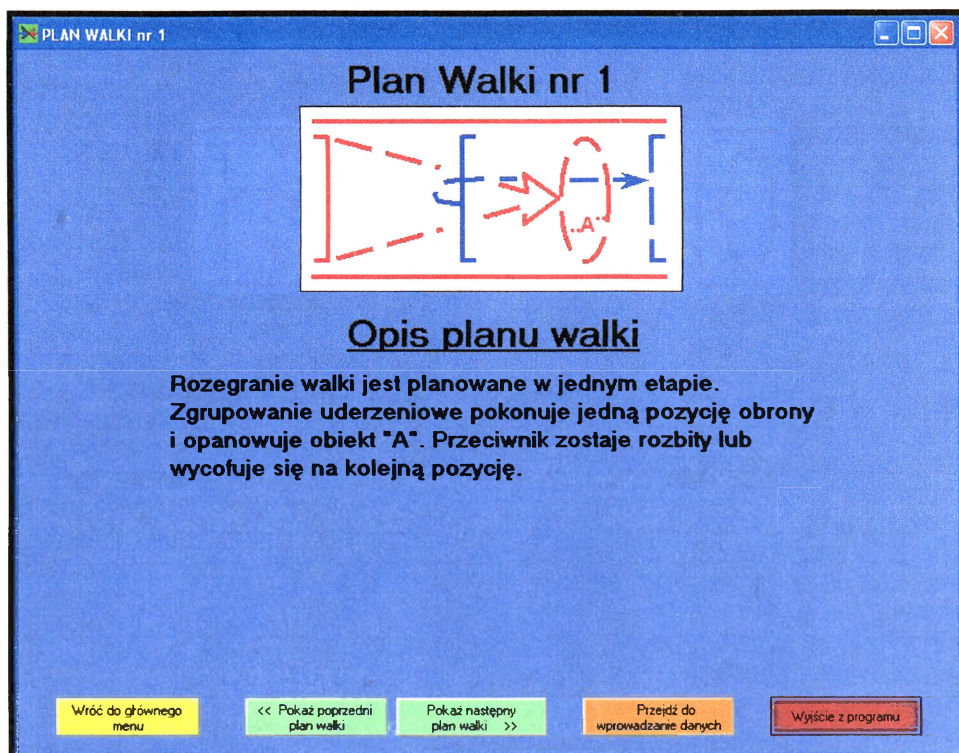 PLAN WALKI nr 1
Plan Walki nr 1
„A"
Opis planu walki
Rozegranie walki jest planowane w jednym etapie.
Zgrupowanie uderzeniowe pokonuje jedną pozycję obrony
i opanowuje obiekt "A". Przeciwnik zostaje rozbity lub
wycofuje się na kolejną pozycję.
Wróć do głównego
menu
<< Pokaż poprzedni
plan walki
Pokaż następny
plan walki >>
Przejdź do
wprowadzanie danych
Wyjście z programu